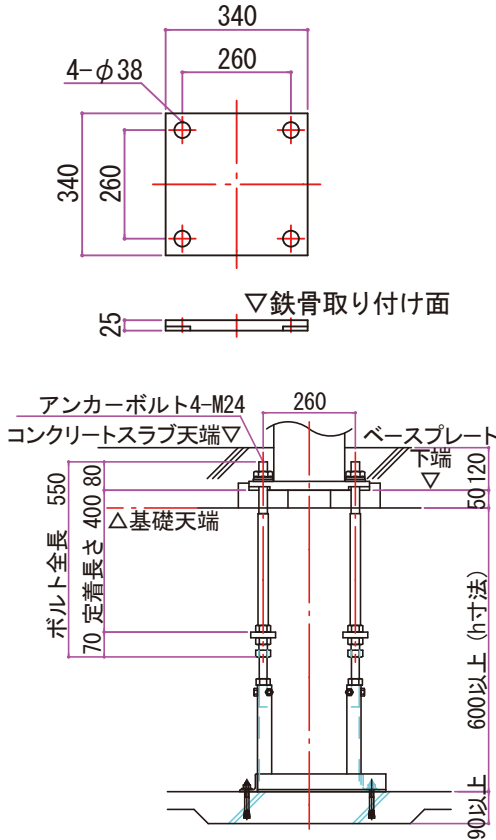 340
260
4-φ38
340
260
25
▽鉄骨取り付け面
アンカーボルト4-M24
260
コンクリートスラブ天端▽
ベースプレート
下端
▽
△基礎天端
ボルト全長 550
70 定着長さ 400 80
50 120
600以上 (h寸法)
90以上